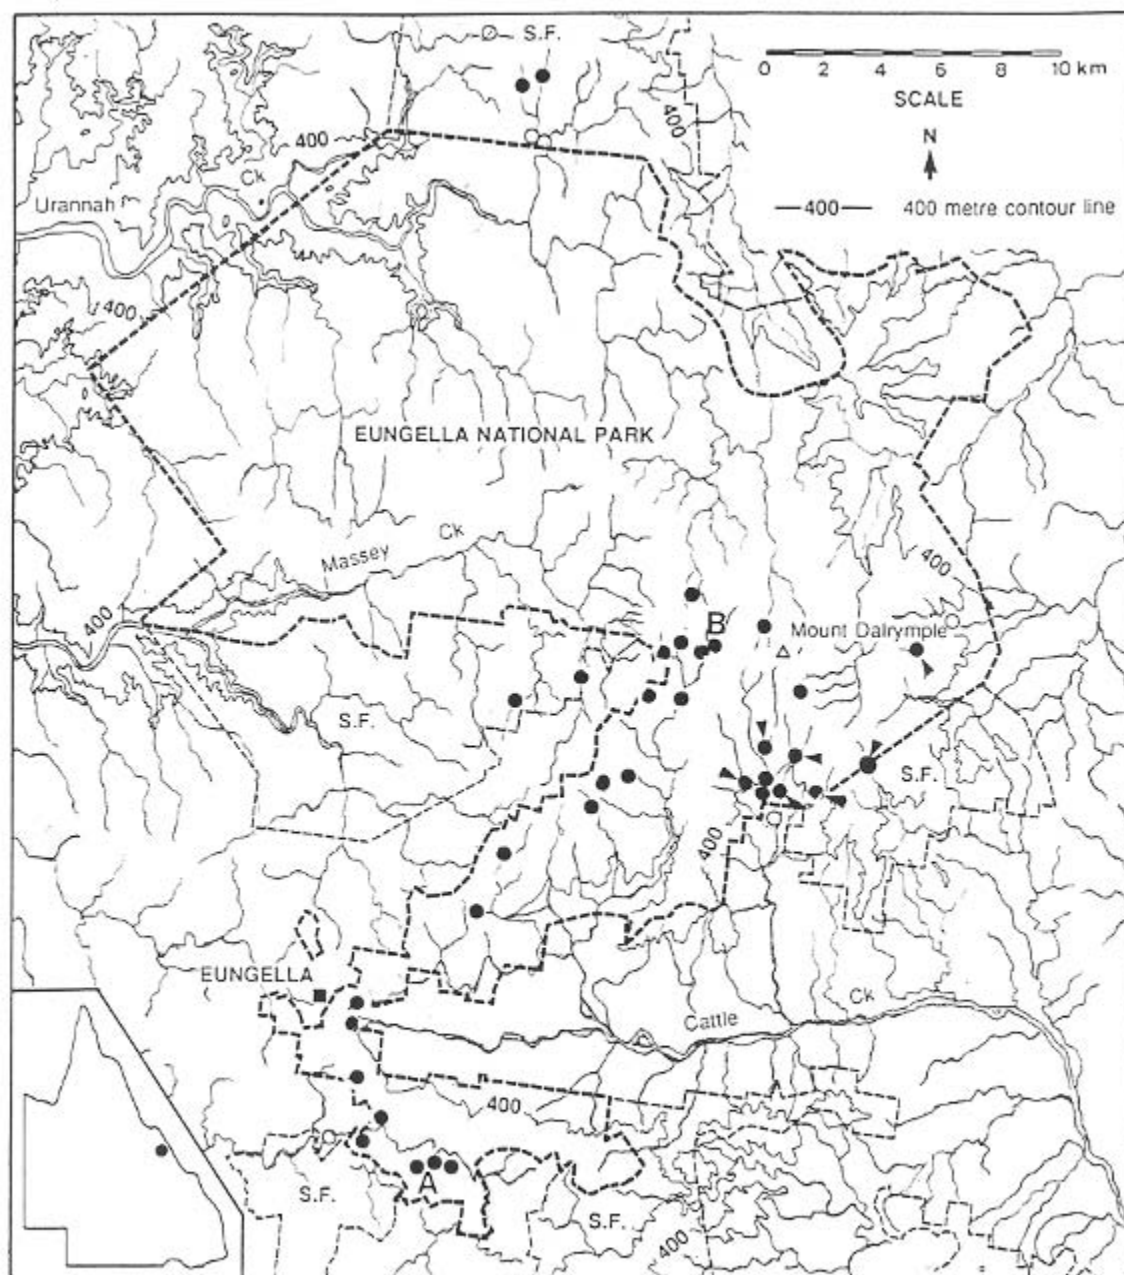 S.F.
0 2 4 6 8 10 km
SCALE
N
—400— 400 metre contour line
400
400
Ck
Urannah
400
EUNGELLA NATIONAL PARK
Massey Ck
400
400
B
Mount Dalrymple
S.F.
S.F.
400
EUNGELLA
Ck
Cattle
400
A
S.F.
S.F.
400